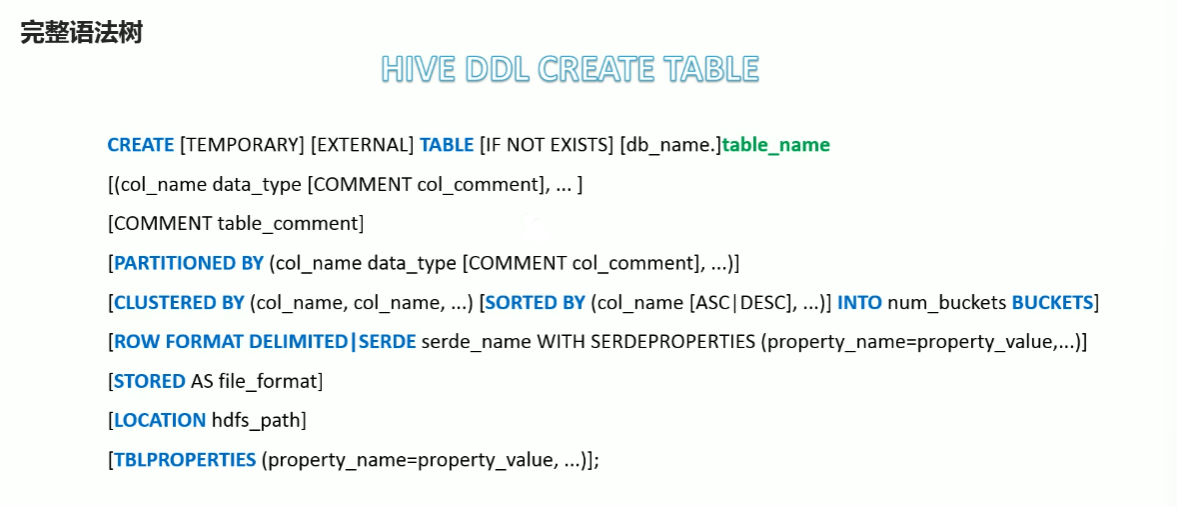 完整语法树
HIVE DDL CREATE TABLE
CREATE [TEMPORARY] [EXTERNAL] TABLE [IF NOT EXISTS] [db_name.]table_name
[(col_name data_type [COMMENT col_comment], ... ]
[COMMENT table_comment]
[PARTITIONED BY (col_name data_type [COMMENT col_comment], ...)]
[CLUSTERED BY (col_name, col_name, ...) [SORTED BY (col_name [ASC|DESC], ...)] INTO num_buckets BUCKETS]
[ROW FORMAT DELIMITED|SERDE serde_name WITH SERDEPROPERTIES (property_name=property_value,...)]
[STORED AS file_format]
[LOCATION hdfs_path]
[TBLPROPERTIES (property_name=property_value, ...)];